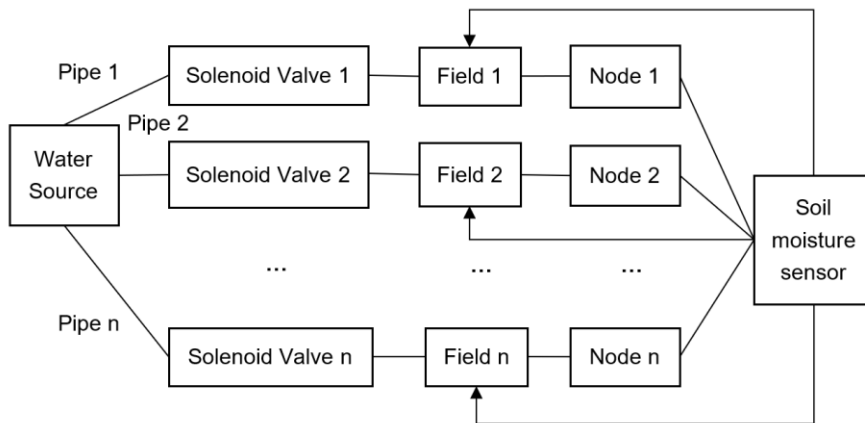 Pipe 1
Solenoid Valve 1
Field 1
Node 1
Pipe 2
Water
Source
Solenoid Valve 2
Field 2
Node 2
Soil
moisture
sensor
...
...
...
Pipe n
Solenoid Valve n
Field n
Node n